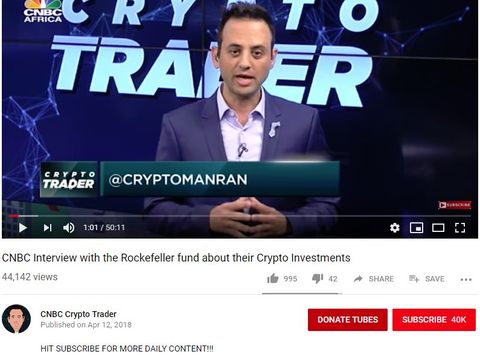 CNBC
AFRICA
CRYPTO
TRADER
CRYPTO
TRADER
@CRYPTOMANRAN
SUBSCRIBE
1:01 / 50:11
CNBC Interview with the Rockefeller fund about their Crypto Investments
44,142 views
995
42
SHARE
SAVE
CNBC Crypto Trader
Published on Apr 12, 2018
DONATE TUBES
SUBSCRIBE 40K
HIT SUBSCRIBE FOR MORE DAILY CONTENT!!!